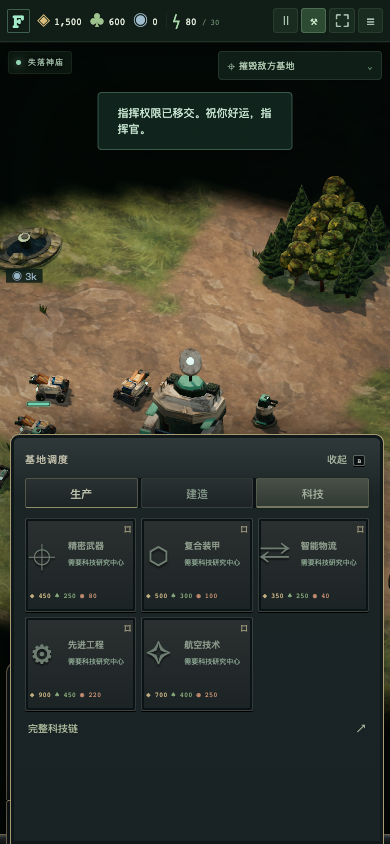 F 1,500 600 0 80 / 30
失落神庙
摧毁敌方基地
指挥权限已移交。祝你好运，指
挥官。
3k
基地调度
收起 B
生产 建造 科技
精密武器
需要科技研究中心
450 250 80
复合装甲
需要科技研究中心
500 300 100
智能物流
需要科技研究中心
350 250 40
先进工程
需要科技研究中心
900 450 220
航空技术
需要科技研究中心
700 400 250
完整科技链 ↗